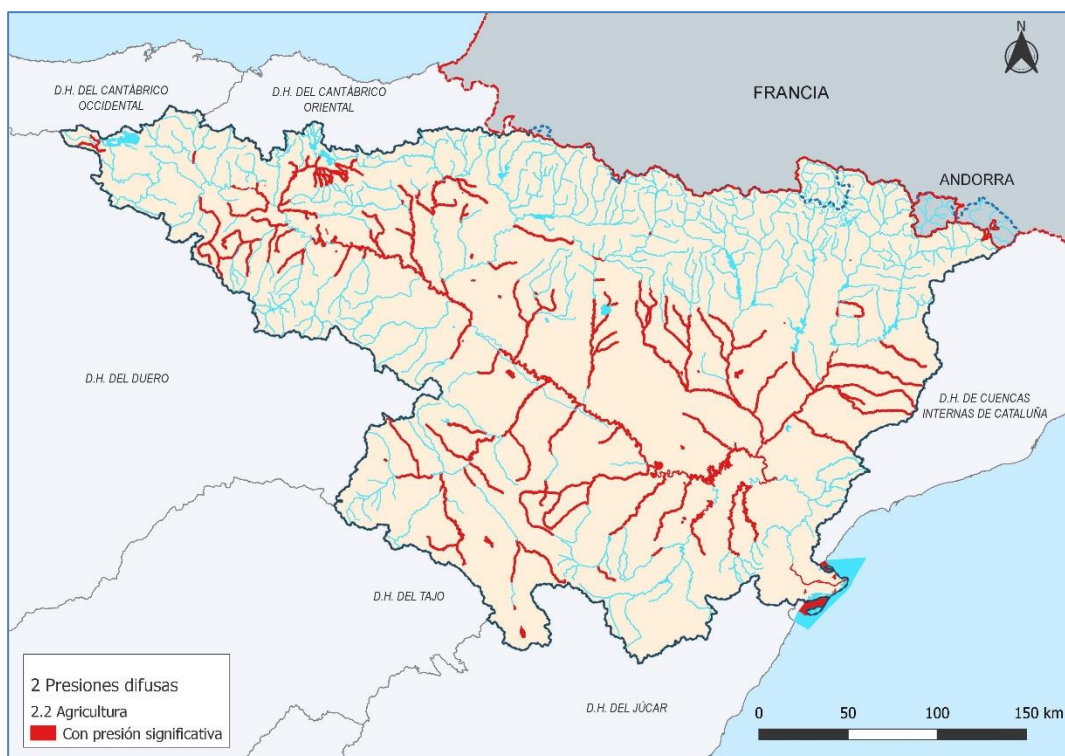 N
D.H. DEL CANTÁBRICO
OCCIDENTAL
D.H. DEL CANTÁBRICO
ORIENTAL
FRANCIA
ANDORRA
D.H. DEL DUERO
D.H. DE CUENCAS
INTERNAS DE CATALUÑA
D.H. DEL TAJO
D.H. DEL JÚCAR
2 Presiones difusas
2.2 Agricultura
Con presión significativa
0 50 100 150 km